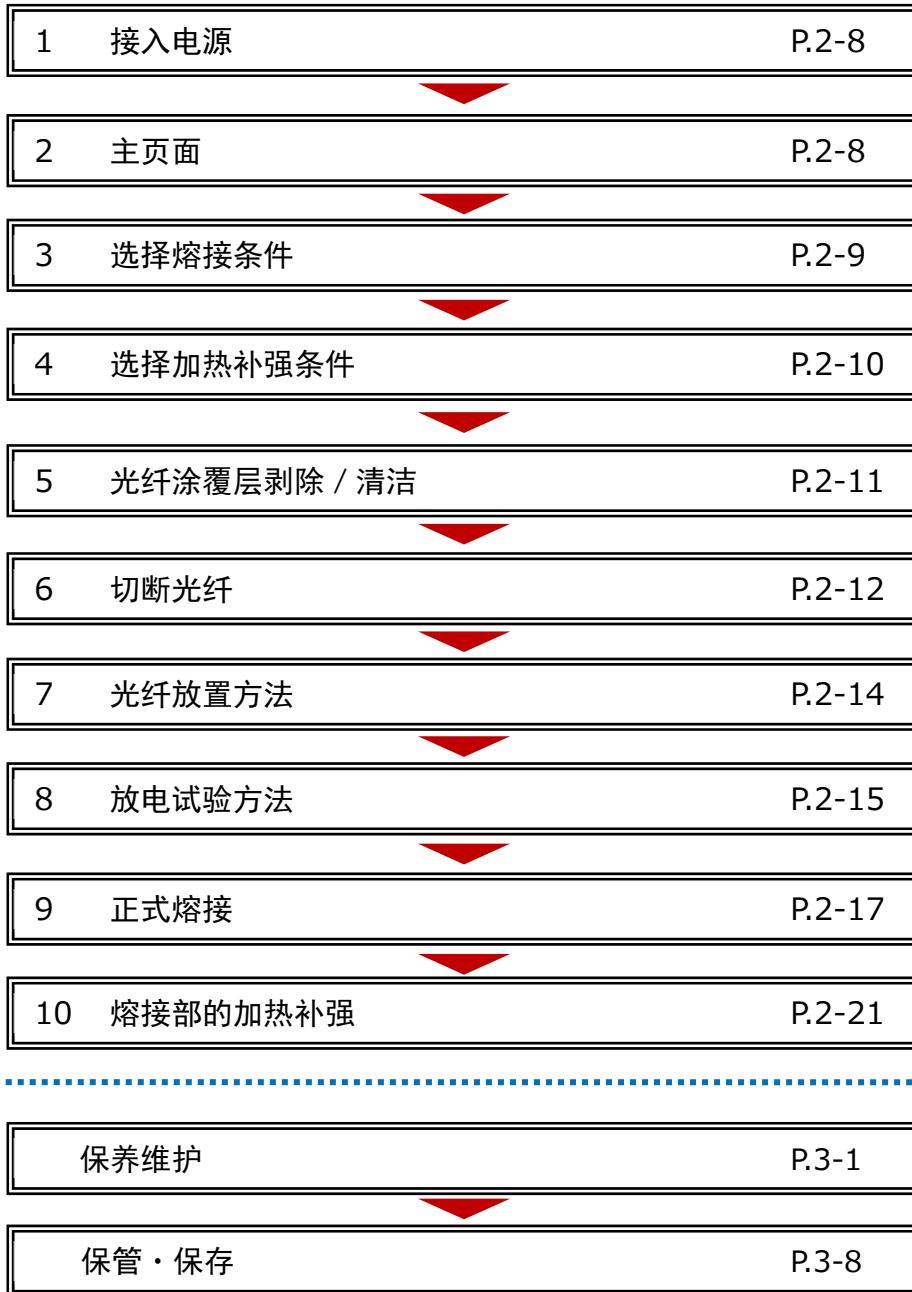 1 接入电源 P.2-8
2 主页面 P.2-8
3 选择熔接条件 P.2-9
4 选择加热补强条件 P.2-10
5 光纤涂覆层剥除 / 清洁 P.2-11
6 切断光纤 P.2-12
7 光纤放置方法 P.2-14
8 放电试验方法 P.2-15
9 正式熔接 P.2-17
10 熔接部的加热补强 P.2-21
保养维护 P.3-1
保管・保存 P.3-8